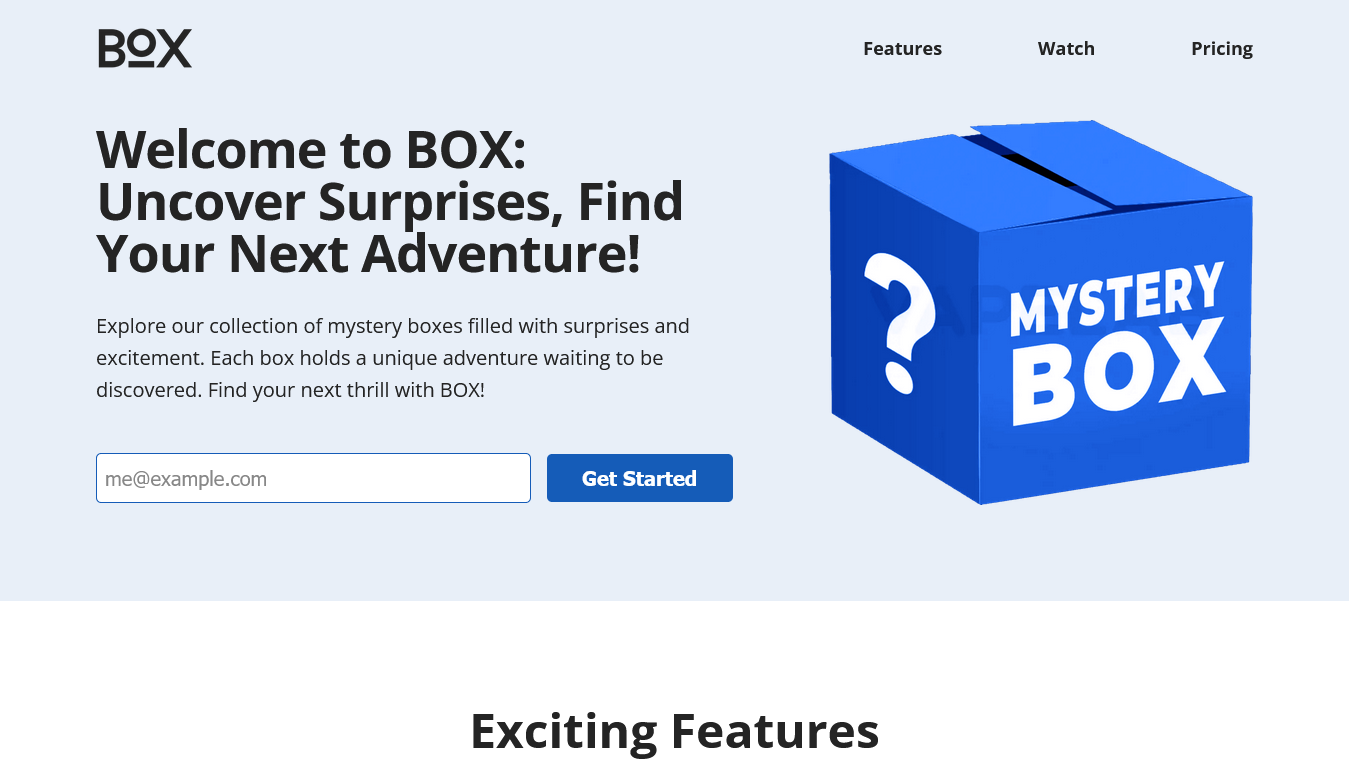 BOX
Features
Watch
Pricing
Welcome to BOX:
Uncover Surprises, Find
Your Next Adventure!
Explore our collection of mystery boxes filled with surprises and
excitement. Each box holds a unique adventure waiting to be
discovered. Find your next thrill with BOX!
me@example.com
Get Started
?
MYSTERY
BOX
Exciting Features